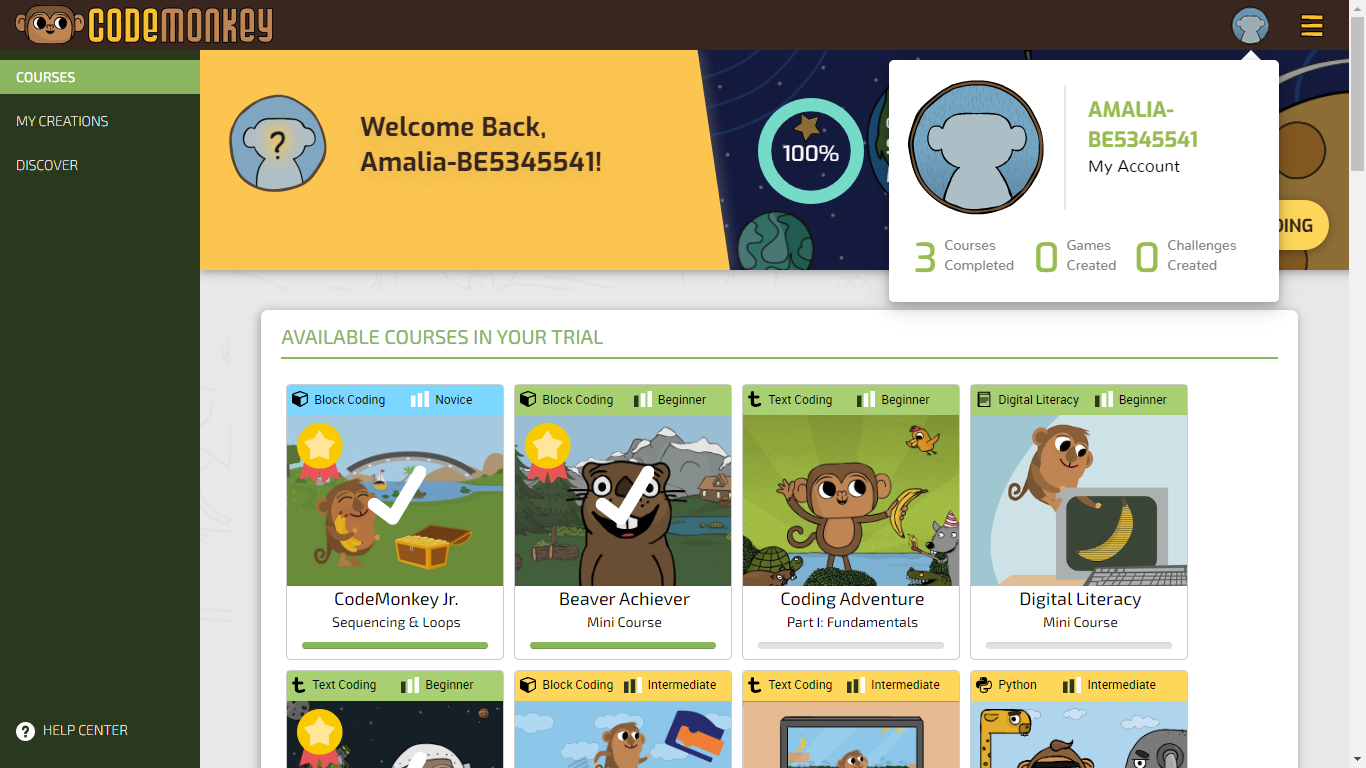 CODEMONKEY
COURSES
MY CREATIONS
DISCOVER
HELP CENTER
?
Welcome Back,
Amalia-BE5345541!
100%
AMALIA-
BE5345541
My Account
3 Courses Completed
0 Games Created
0 Challenges Created
AVAILABLE COURSES IN YOUR TRIAL
Block Coding Novice
CodeMonkey Jr.
Sequencing & Loops
Block Coding Beginner
Beaver Achiever
Mini Course
Text Coding Beginner
Coding Adventure
Part I: Fundamentals
Digital Literacy Beginner
Digital Literacy
Mini Course
Text Coding Beginner
Block Coding Intermediate
Text Coding Intermediate
Python Intermediate